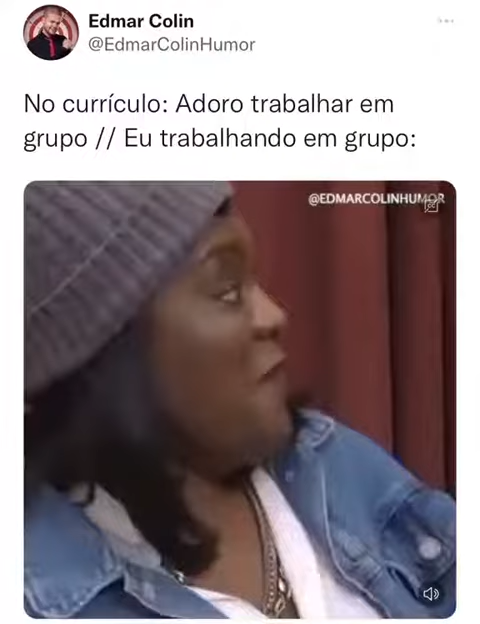 Edmar Colin
@EdmarColinHumor
No currículo: Adoro trabalhar em
grupo // Eu trabalhando em grupo:
@EDMARCOLINHUMOR